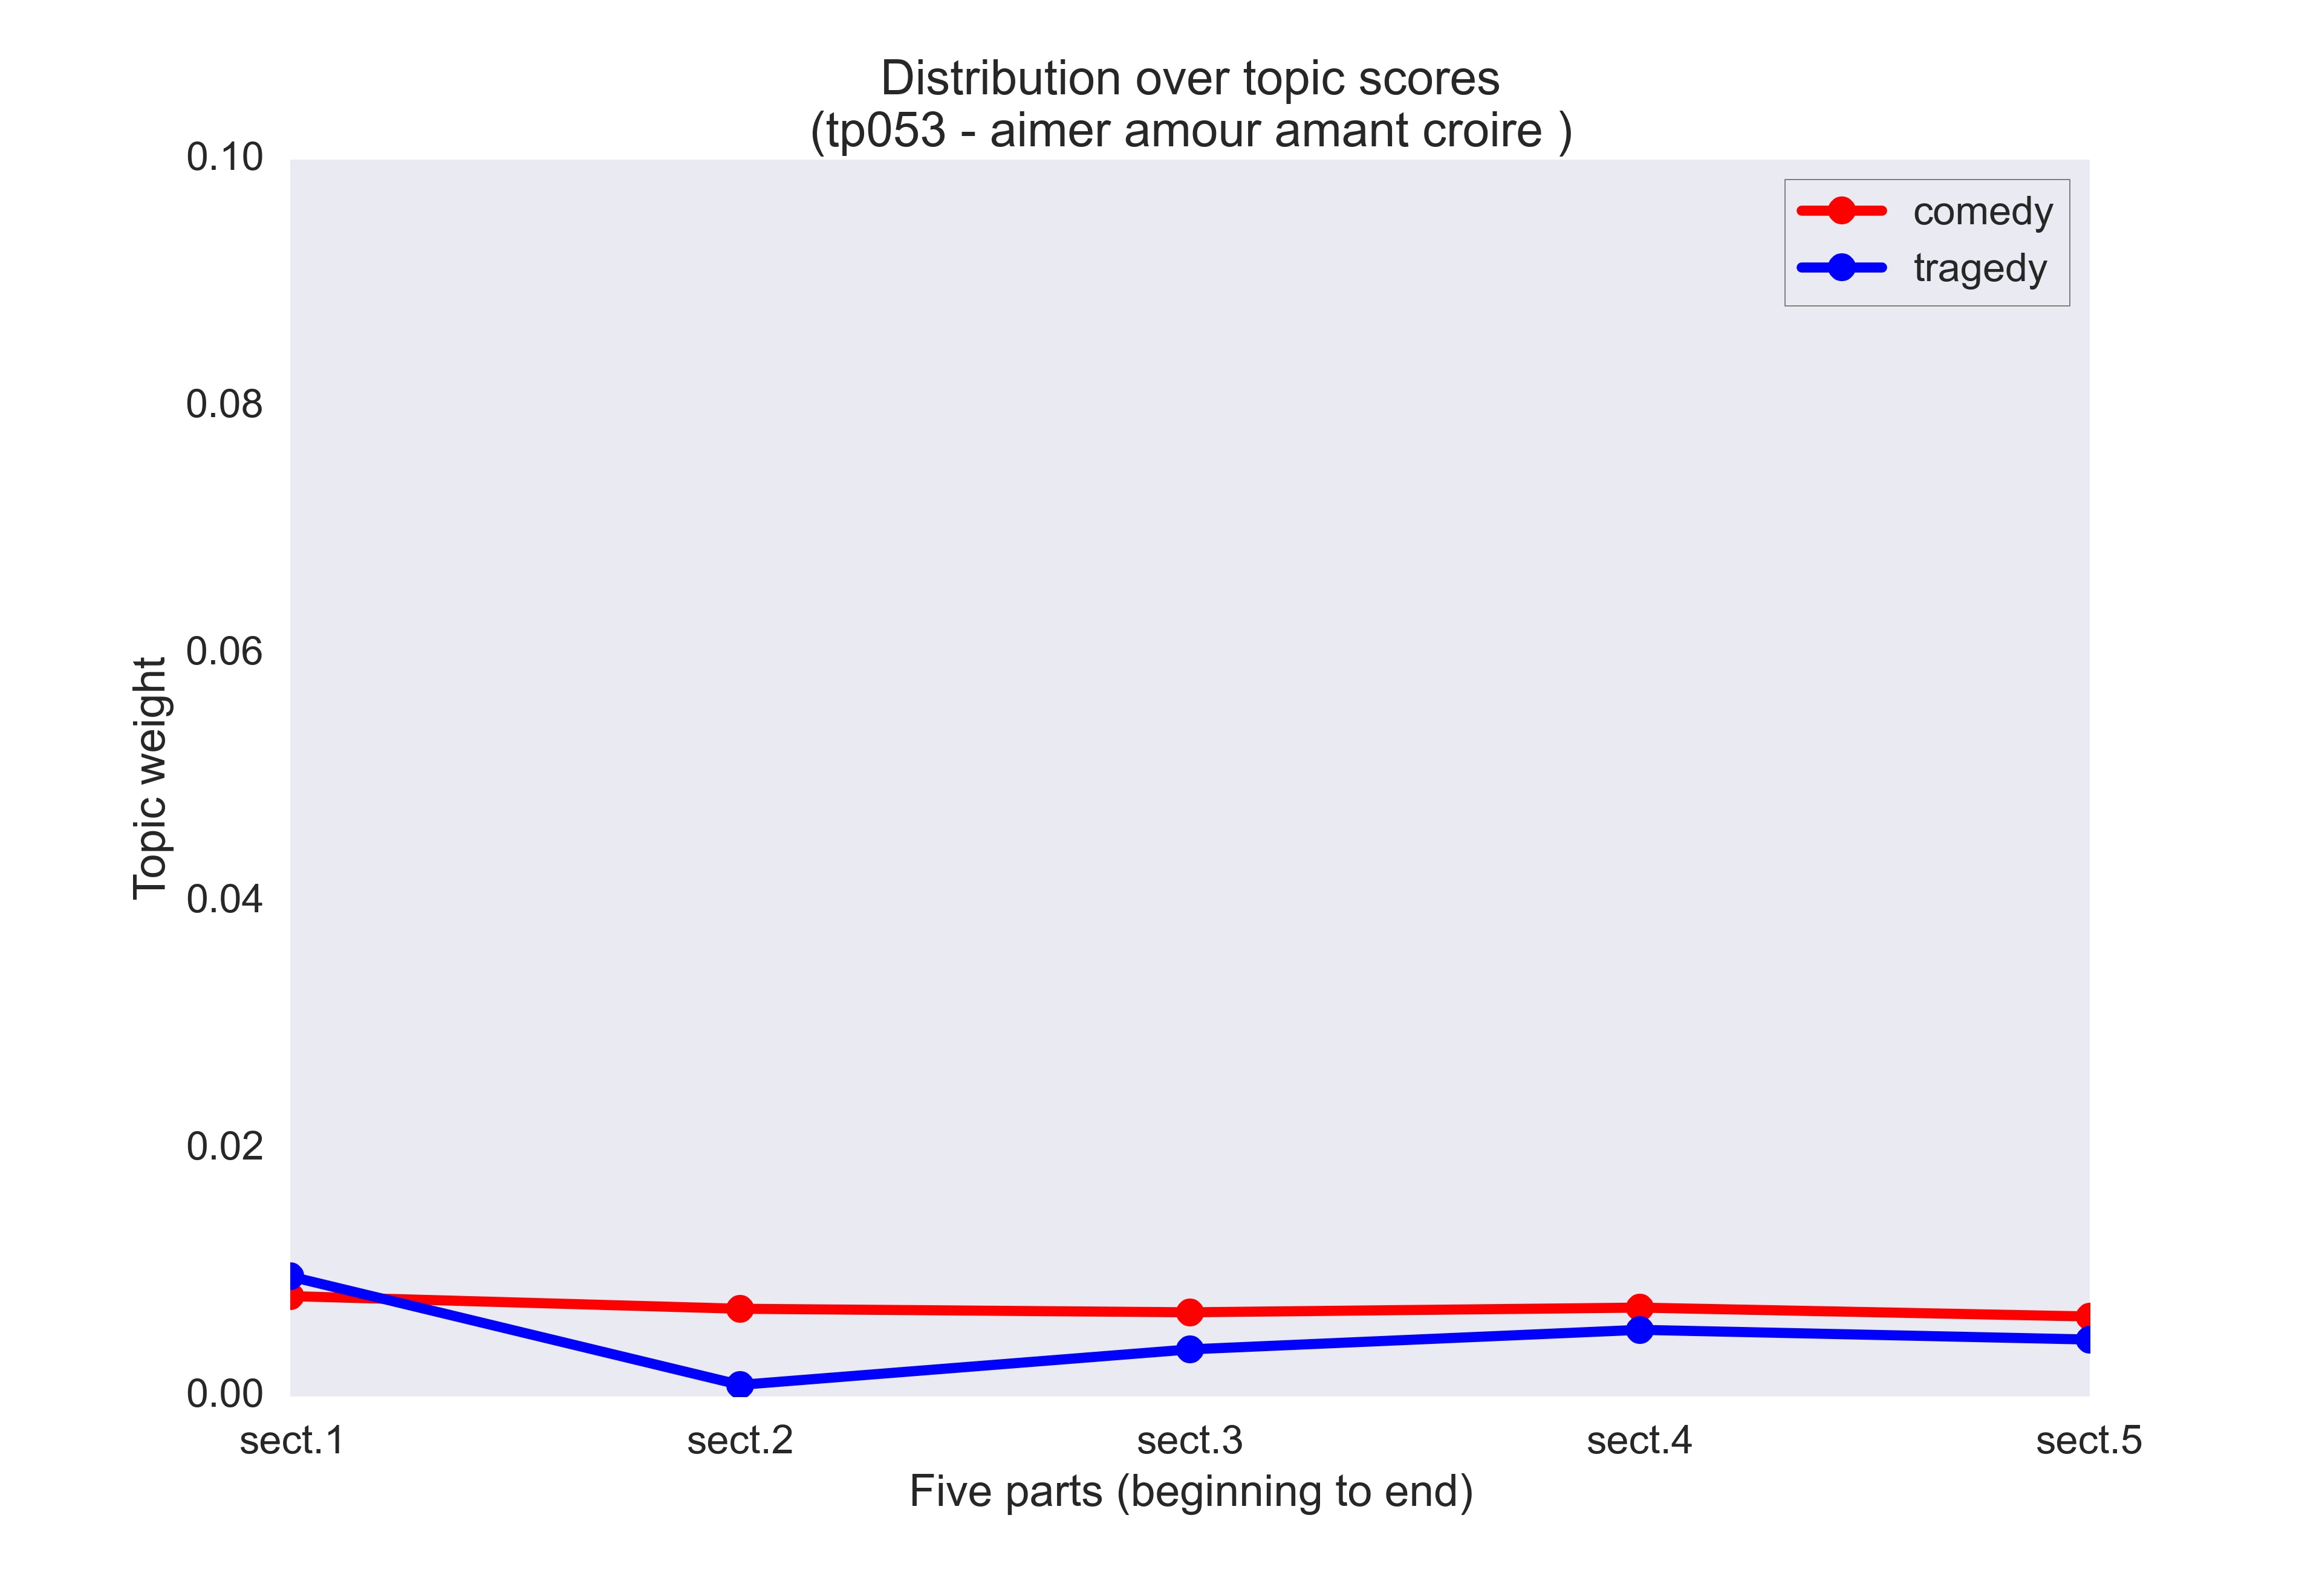 Distribution over topic scores
(tp053 - aimer amour amant croire )
comedy
tragedy
0.10
0.08
0.06
0.04
0.02
0.00
Topic weight
sect.1
sect.2
sect.3
sect.4
sect.5
Five parts (beginning to end)